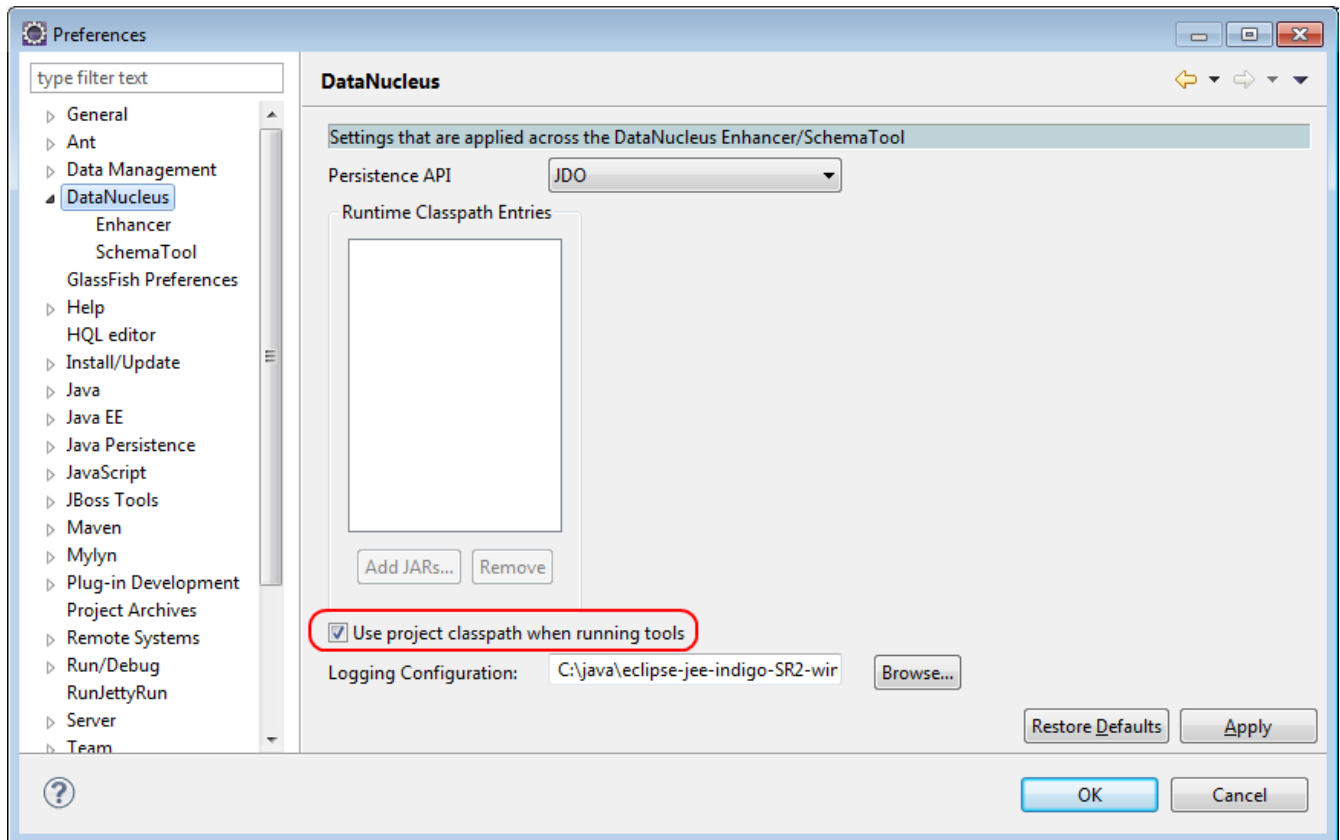 Preferences
type filter text
General
Ant
Data Management
DataNucleus
Enhancer
SchemaTool
GlassFish Preferences
Help
HQL editor
Install/Update
Java
Java EE
Java Persistence
JavaScript
JBoss Tools
Maven
Mylyn
Plug-in Development
Project Archives
Remote Systems
Run/Debug
RunJettyRun
Server
Team
DataNucleus
Settings that are applied across the DataNucleus Enhancer/SchemaTool
Persistence API JDO
Runtime Classpath Entries
Add JARs... Remove
Use project classpath when running tools
Logging Configuration: C:\java\eclipse-jee-indigo-SR2-wir Browse...
Restore Defaults Apply
? OK Cancel